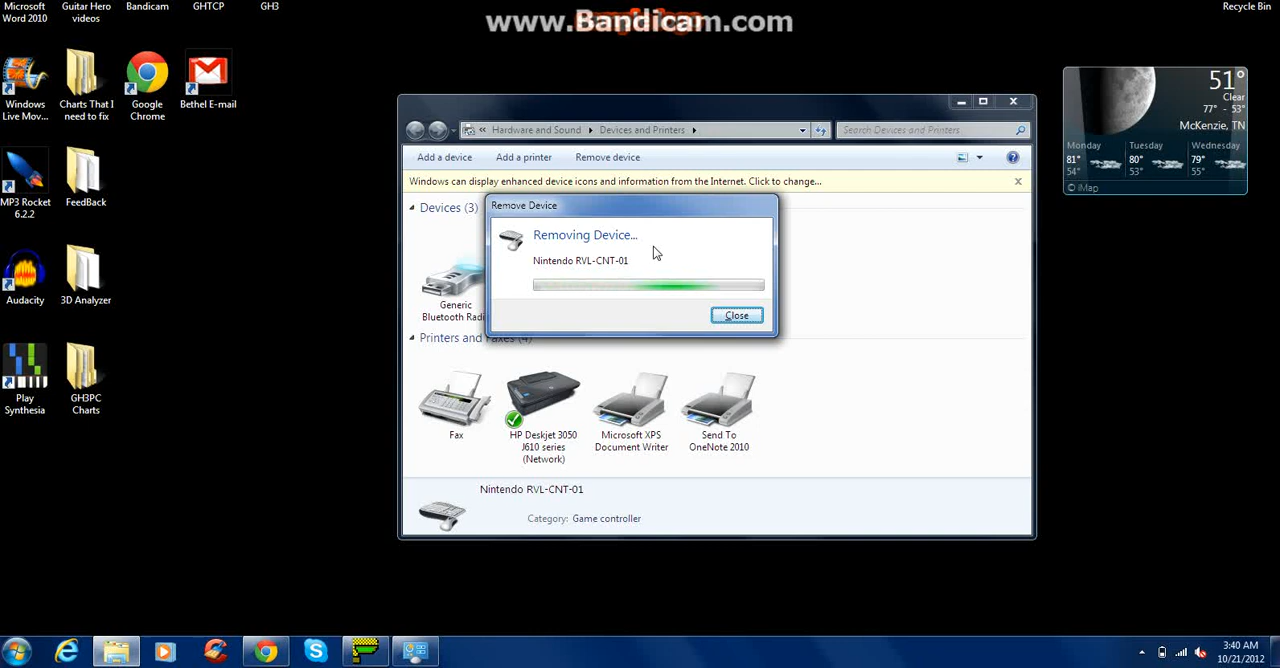 Microsoft
Word 2010
Guitar Hero
videos
Bandicam
GHTCP
GH3
Recycle Bin
www.Bandicam.com
Windows
Live Mov...
Charts That I
need to fix
Google
Chrome
Bethel E-mail
MP3 Rocket
6.2.2
FeedBack
Audacity
3D Analyzer
Play
Synthesia
GH3PC
Charts
51°
Clear
77° - 53°
McKenzie, TN
Monday
Tuesday
Wednesday
81°
54°
80°
53°
79°
55°
© iMap
Hardware and Sound
Devices and Printers
Search Devices and Printers
Add a device
Add a printer
Remove device
Windows can display enhanced device icons and information from the Internet. Click to change...
Devices (3)
Remove Device
Removing Device...
Nintendo RVL-CNT-01
Close
Generic
Bluetooth Radi
Printers and Faxes (4)
Fax
HP Deskjet 3050
J610 series
(Network)
Microsoft XPS
Document Writer
Send To
OneNote 2010
Nintendo RVL-CNT-01
Category: Game controller
3:40 AM
10/21/2012